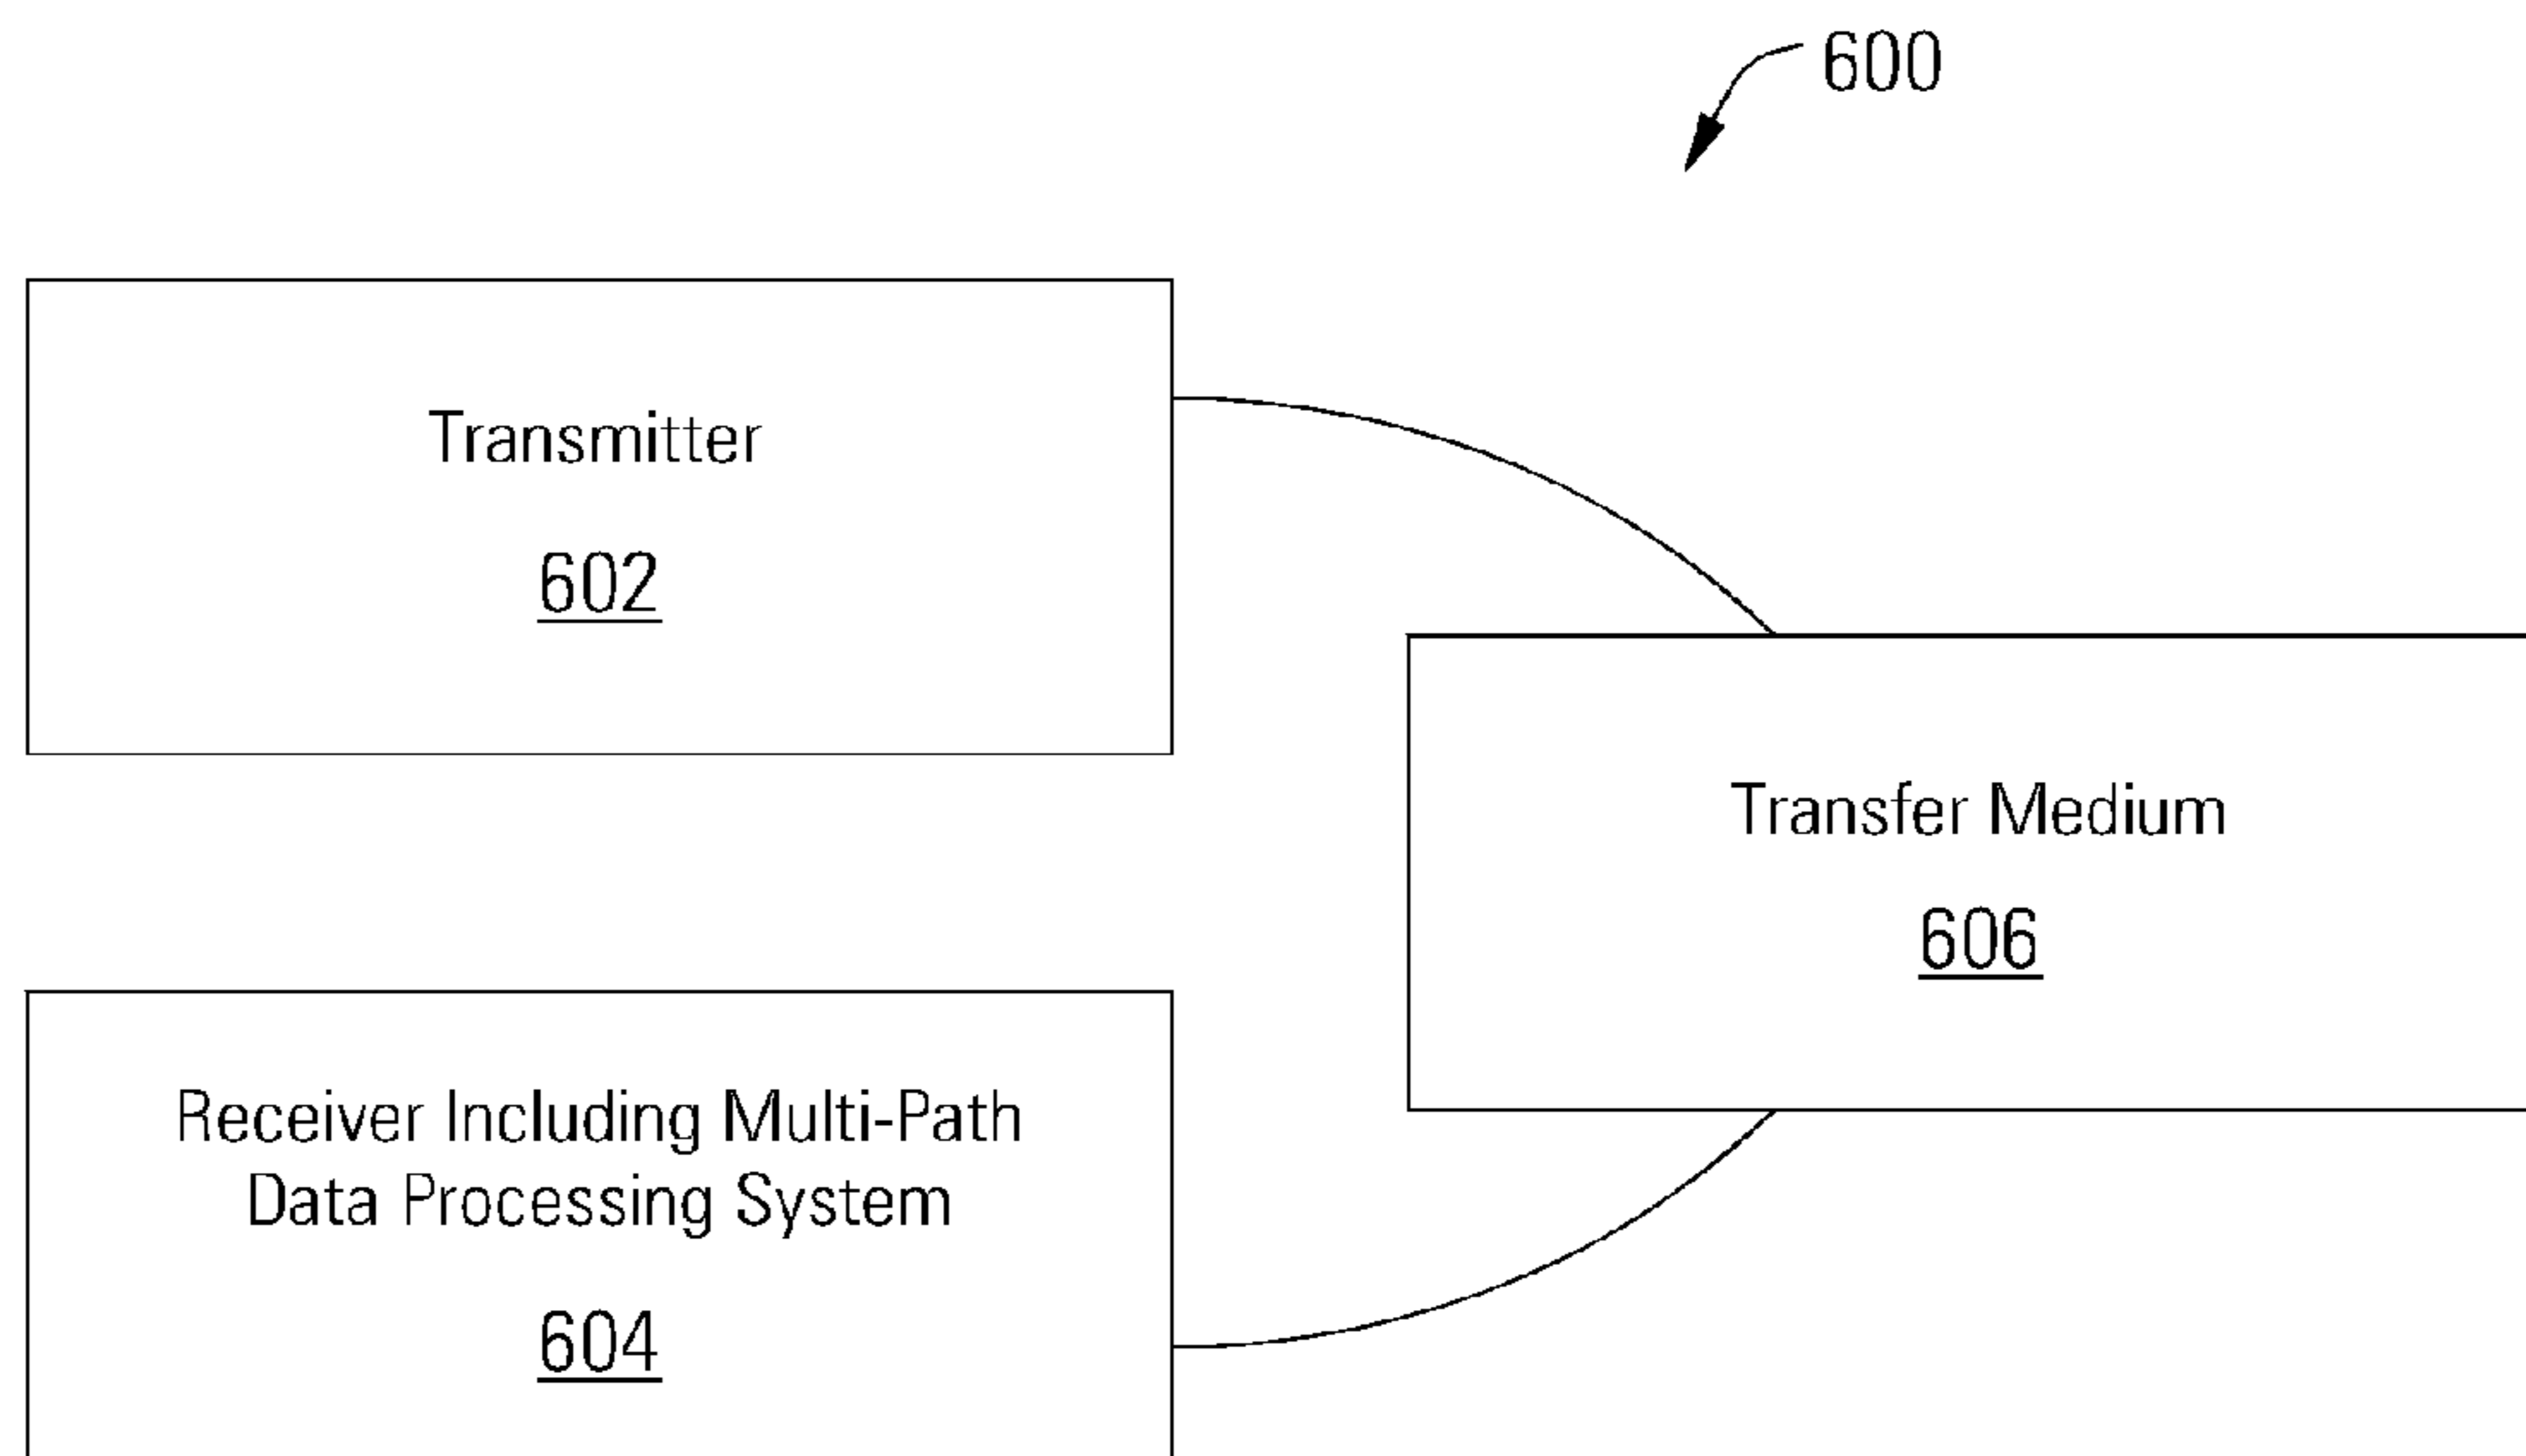 600
Transmitter
602
Transfer Medium
606
Receiver Including Multi-Path
Data Processing System
604